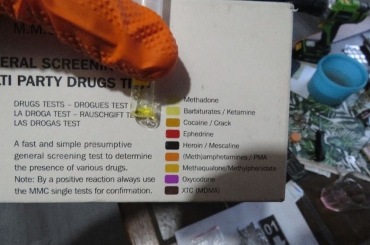 M.M.
ERAL SCREENIN
TI PARTY DRUGS T
DRUGS TESTS – DROGUES TEST
LA DROGA TEST – RAUSCHGIFT T
LAS DROGAS TEST
A fast and simple presumptive
general screening test to determine
the presence of various drugs.
Note: By a positive reaction always use
the MMC single tests for confirmation.
Methadone
Barbiturates / Ketamine
Cocaine / Crack
Ephedrine
Heroin / Mescaline
(Meth)amphetamines / PMA
Methaqualone/Methylphenidate
Oxycodone
XTC (MDMA)
01